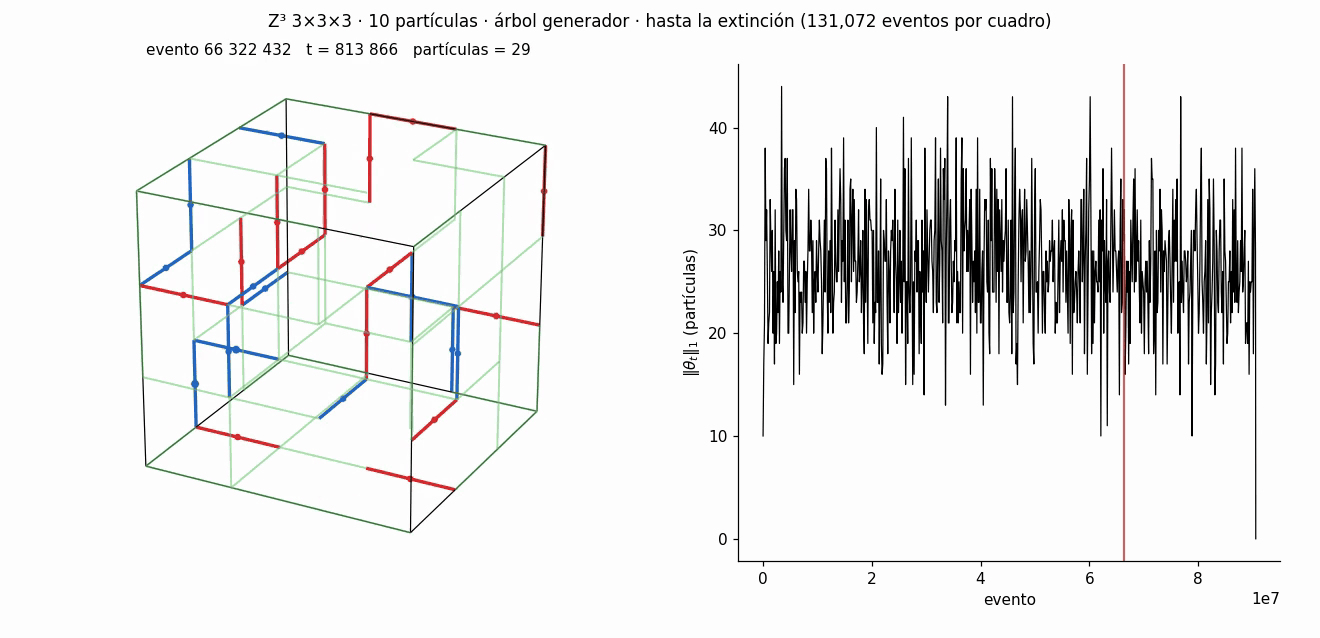 Z³ 3×3×3 · 10 partículas · árbol generador · hasta la extinción (131,072 eventos por cuadro)
evento 66 322 432   t = 813 866   partículas = 29
‖θₜ‖₁ (partículas)
40
30
20
10
0
0 2 4 6 8
1e7
evento